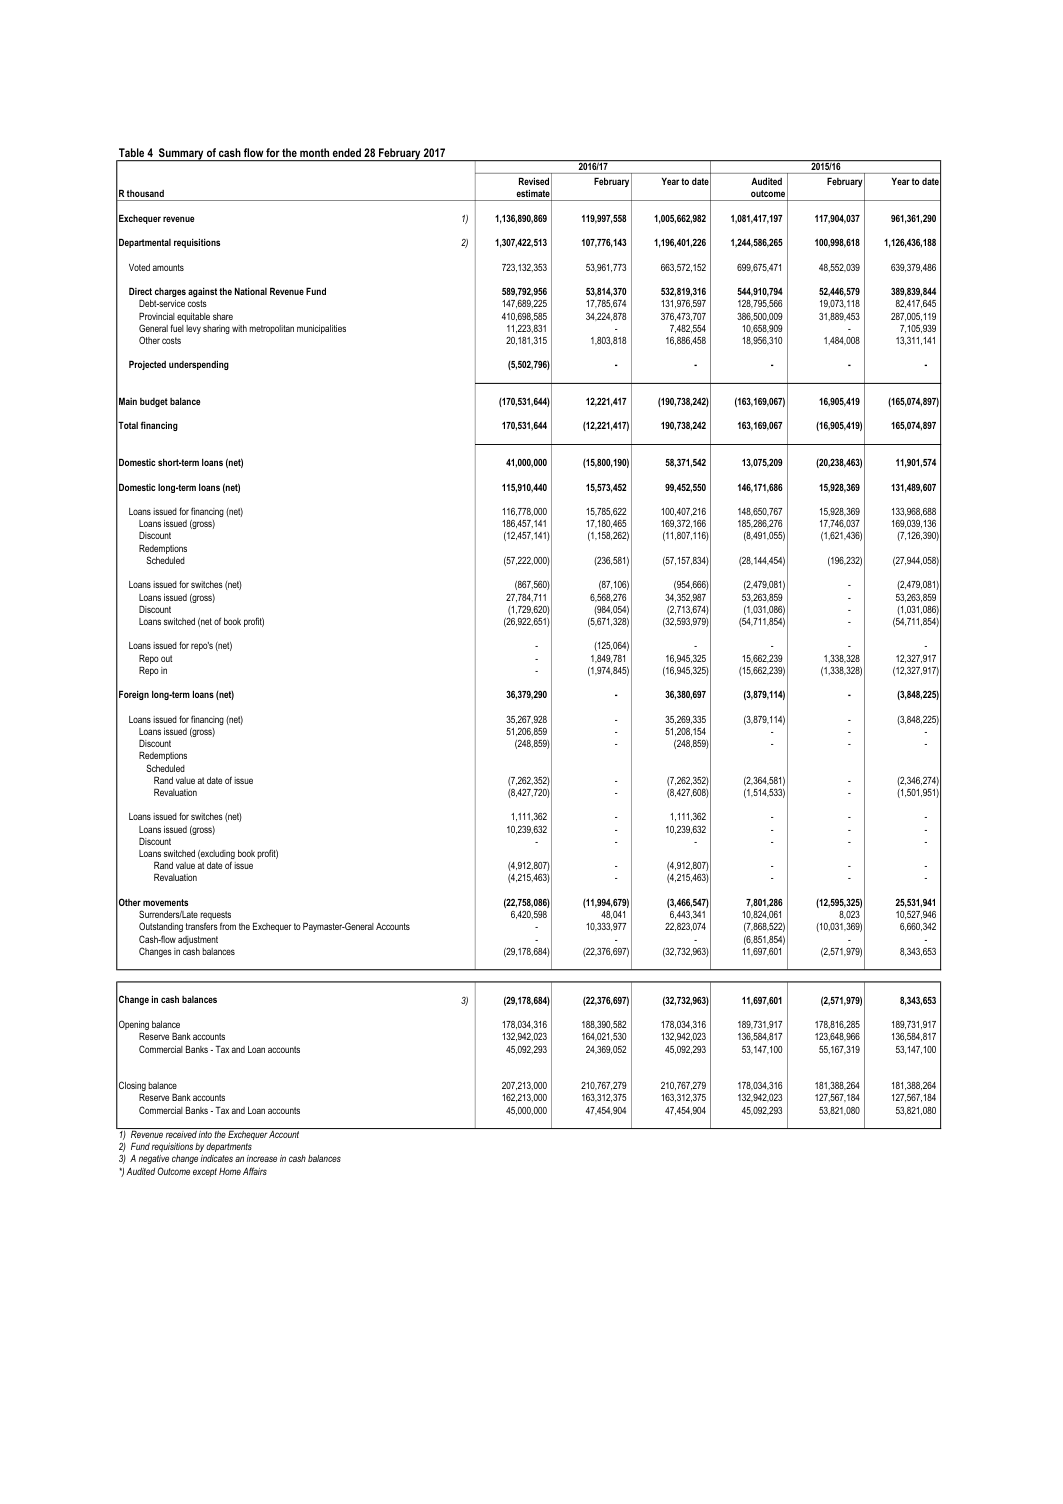 Table 4 Summary of cash flow for the month ended 28 February 2017
2016/17 2015/16
Revised February Year to date Audited February Year to date
R thousand estimate outcome
Exchequer revenue 1) 1,136,890,869 119,997,558 1,005,662,982 1,081,417,197 117,904,037 961,361,290
Departmental requisitions 2) 1,307,422,513 107,776,143 1,196,401,226 1,244,586,265 100,998,618 1,126,436,188
Voted amounts 723,132,353 53,961,773 663,572,152 699,675,471 48,552,039 639,379,486
Direct charges against the National Revenue Fund 589,792,956 53,814,370 532,819,316 544,910,794 52,446,579 389,839,844
Debt-service costs 147,689,225 17,785,674 131,976,597 128,795,566 19,073,118 82,417,645
Provincial equitable share 410,698,585 34,224,878 376,473,707 386,500,009 31,889,453 287,005,119
General fuel levy sharing with metropolitan municipalities 11,223,831 - 7,482,554 10,658,909 - 7,105,939
Other costs 20,181,315 1,803,818 16,886,458 18,956,310 1,484,008 13,311,141
Projected underspending (5,502,796) - - - - -
Main budget balance (170,531,644) 12,221,417 (190,738,242) (163,169,067) 16,905,419 (165,074,897)
Total financing 170,531,644 (12,221,417) 190,738,242 163,169,067 (16,905,419) 165,074,897
Domestic short-term loans (net) 41,000,000 (15,800,190) 58,371,542 13,075,209 (20,238,463) 11,901,574
Domestic long-term loans (net) 115,910,440 15,573,452 99,452,550 146,171,686 15,928,369 131,489,607
Loans issued for financing (net) 116,778,000 15,785,622 100,407,216 148,650,767 15,928,369 133,968,688
Loans issued (gross) 186,457,141 17,180,465 169,372,166 185,286,276 17,746,037 169,039,136
Discount (12,457,141) (1,158,262) (11,807,116) (8,491,055) (1,621,436) (7,126,390)
Redemptions
Scheduled (57,222,000) (236,581) (57,157,834) (28,144,454) (196,232) (27,944,058)
Loans issued for switches (net) (867,560) (87,106) (954,666) (2,479,081) - (2,479,081)
Loans issued (gross) 27,784,711 6,568,276 34,352,987 53,263,859 - 53,263,859
Discount (1,729,620) (984,054) (2,713,674) (1,031,086) - (1,031,086)
Loans switched (net of book profit) (26,922,651) (5,671,328) (32,593,979) (54,711,854) - (54,711,854)
Loans issued for repo's (net) - (125,064) - - - -
Repo out - 1,849,781 16,945,325 15,662,239 1,338,328 12,327,917
Repo in - (1,974,845) (16,945,325) (15,662,239) (1,338,328) (12,327,917)
Foreign long-term loans (net) 36,379,290 - 36,380,697 (3,879,114) - (3,848,225)
Loans issued for financing (net) 35,267,928 - 35,269,335 (3,879,114) - (3,848,225)
Loans issued (gross) 51,206,859 - 51,208,154 - - -
Discount (248,859) - (248,859) - - -
Redemptions
Scheduled
Rand value at date of issue (7,262,352) - (7,262,352) (2,364,581) - (2,346,274)
Revaluation (8,427,720) - (8,427,608) (1,514,533) - (1,501,951)
Loans issued for switches (net) 1,111,362 - 1,111,362 - - -
Loans issued (gross) 10,239,632 - 10,239,632 - - -
Discount - - - - - -
Loans switched (excluding book profit)
Rand value at date of issue (4,912,807) - (4,912,807) - - -
Revaluation (4,215,463) - (4,215,463) - - -
Other movements (22,758,086) (11,994,679) (3,466,547) 7,801,286 (12,595,325) 25,531,941
Surrenders/Late requests 6,420,598 48,041 6,443,341 10,824,061 8,023 10,527,946
Outstanding transfers from the Exchequer to Paymaster-General Accounts - 10,333,977 22,823,074 (7,868,522) (10,031,369) 6,660,342
Cash-flow adjustment - - - (6,851,854) - -
Changes in cash balances (29,178,684) (22,376,697) (32,732,963) 11,697,601 (2,571,979) 8,343,653
Change in cash balances 3) (29,178,684) (22,376,697) (32,732,963) 11,697,601 (2,571,979) 8,343,653
Opening balance 178,034,316 188,390,582 178,034,316 189,731,917 178,816,285 189,731,917
Reserve Bank accounts 132,942,023 164,021,530 132,942,023 136,584,817 123,648,966 136,584,817
Commercial Banks - Tax and Loan accounts 45,092,293 24,369,052 45,092,293 53,147,100 55,167,319 53,147,100
Closing balance 207,213,000 210,767,279 210,767,279 178,034,316 181,388,264 181,388,264
Reserve Bank accounts 162,213,000 163,312,375 163,312,375 132,942,023 127,567,184 127,567,184
Commercial Banks - Tax and Loan accounts 45,000,000 47,454,904 47,454,904 45,092,293 53,821,080 53,821,080
1) Revenue received into the Exchequer Account
2) Fund requisitions by departments
3) A negative change indicates an increase in cash balances
*) Audited Outcome except Home Affairs